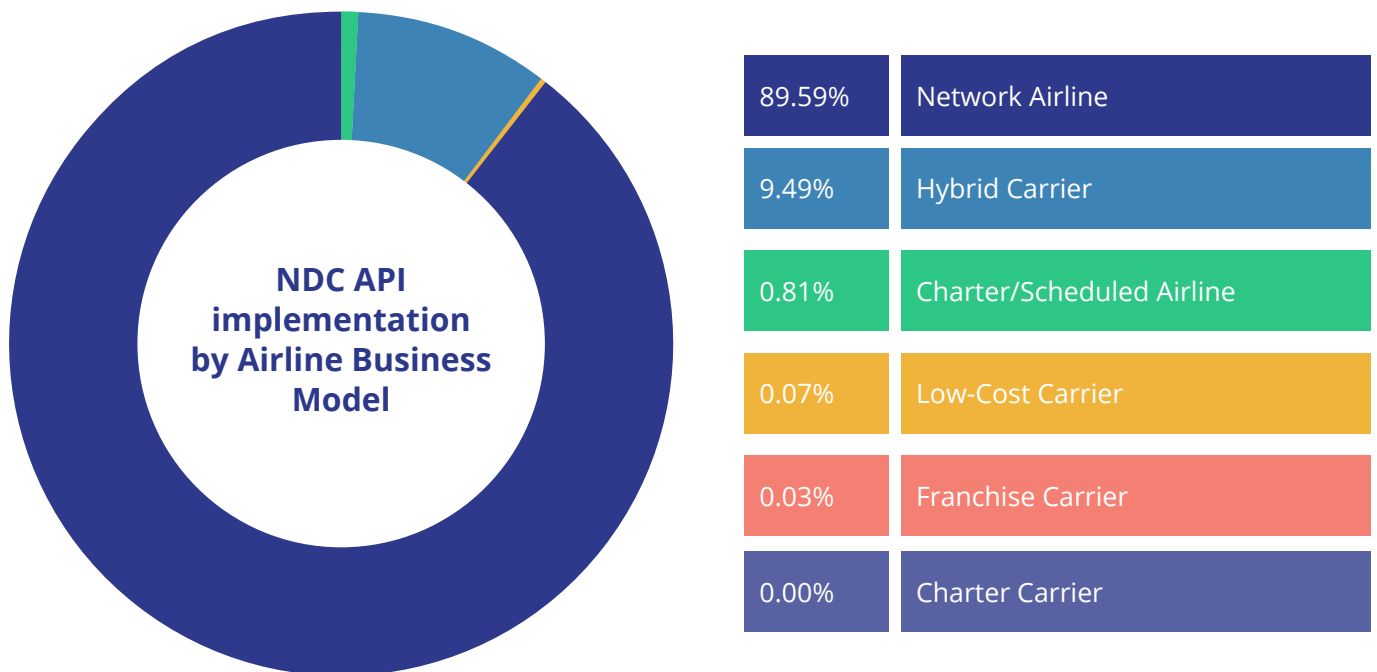 NDC API
implementation
by Airline Business
Model
89.59% Network Airline
9.49% Hybrid Carrier
0.81% Charter/Scheduled Airline
0.07% Low-Cost Carrier
0.03% Franchise Carrier
0.00% Charter Carrier